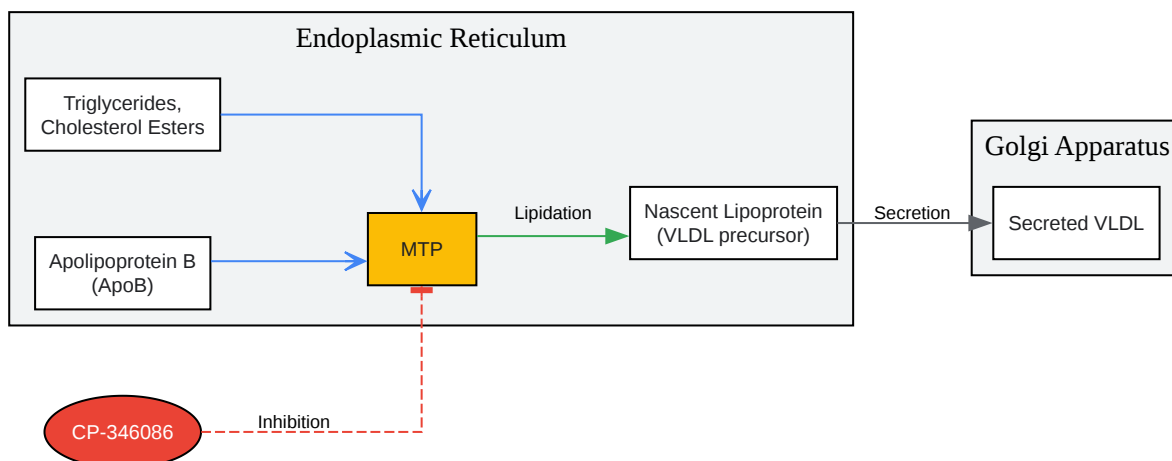 Endoplasmic Reticulum
Triglycerides,
Cholesterol Esters
Golgi Apparatus
Lipidation
Nascent Lipoprotein
(VLDL precursor)
Secretion
Secreted VLDL
MTP
Apolipoprotein B
(ApoB)
CP-346086
Inhibition